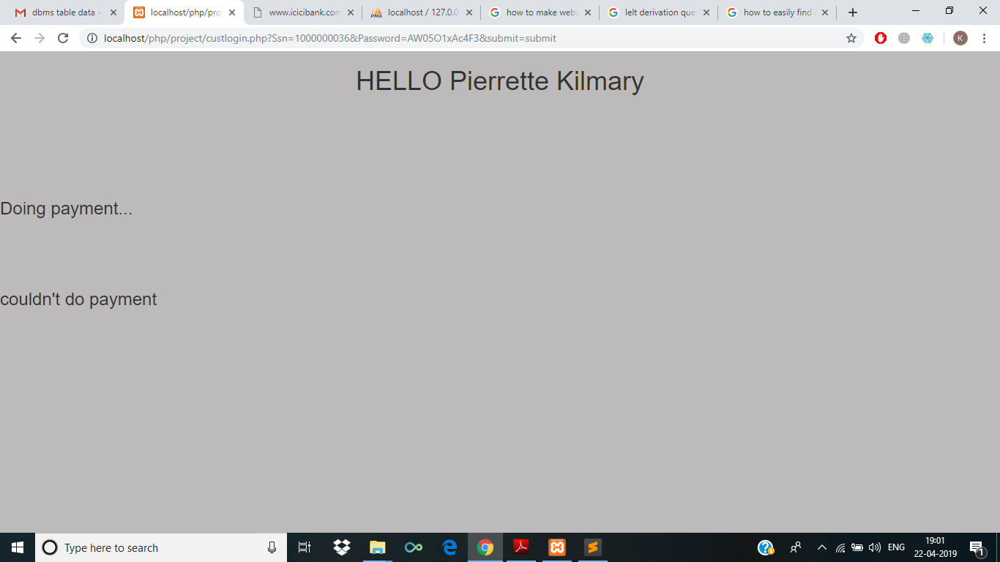 dbms table data -
localhost/php/pro
www.icicibank.com
localhost / 127.0.0
how to make webs
lelt derivation que
how to easily find
localhost/php/project/custlogin.php?Ssn=1000000036&Password=AW05O1xAc4F3&submit=submit
K
HELLO Pierrette Kilmary
Doing payment...
couldn't do payment
Type here to search
ENG
19:01
22-04-2019
1